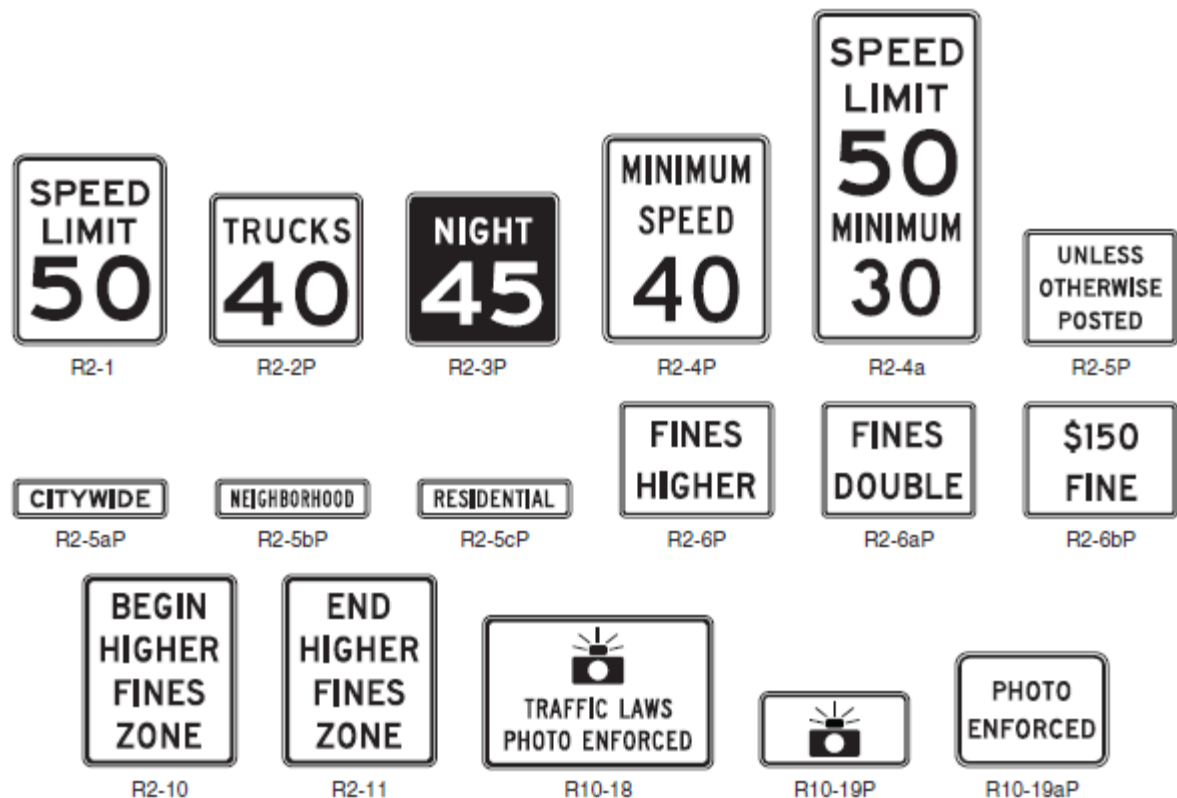 SPEED
LIMIT
50
R2-1
TRUCKS
40
R2-2P
NIGHT
45
R2-3P
MINIMUM
SPEED
40
R2-4P
SPEED
LIMIT
50
MINIMUM
30
R2-4a
UNLESS
OTHERWISE
POSTED
R2-5P
CITYWIDE
R2-5aP
NEIGHBORHOOD
R2-5bP
RESIDENTIAL
R2-5cP
FINES
HIGHER
R2-6P
FINES
DOUBLE
R2-6aP
$150
FINE
R2-6bP
BEGIN
HIGHER
FINES
ZONE
R2-10
END
HIGHER
FINES
ZONE
R2-11
TRAFFIC LAWS
PHOTO ENFORCED
R10-18
R10-19P
PHOTO
ENFORCED
R10-19aP